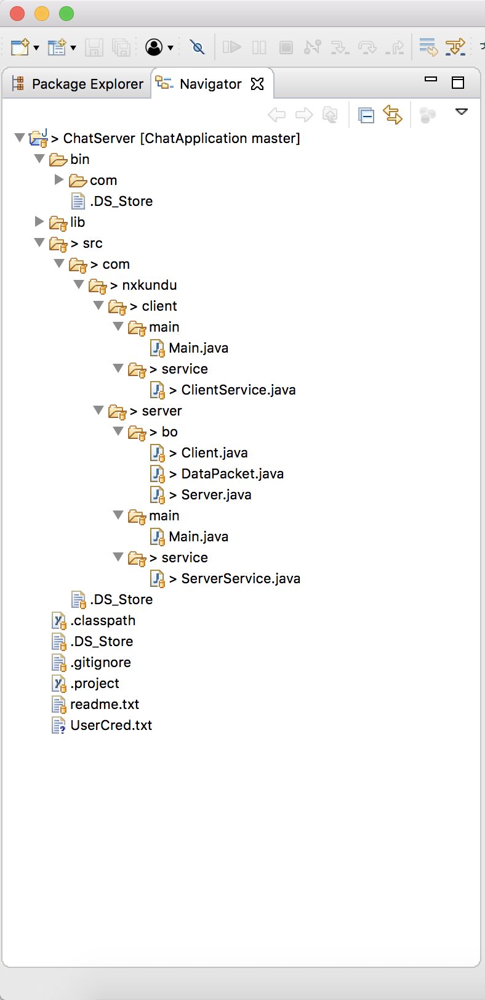 Package Explorer Navigator
> ChatServer [ChatApplication master]
bin
com
.DS_Store
lib
> src
> com
> nxkundu
> client
main
Main.java
> service
> ClientService.java
> server
> bo
> Client.java
> DataPacket.java
> Server.java
main
Main.java
> service
> ServerService.java
.DS_Store
.classpath
.DS_Store
.gitignore
.project
readme.txt
UserCred.txt